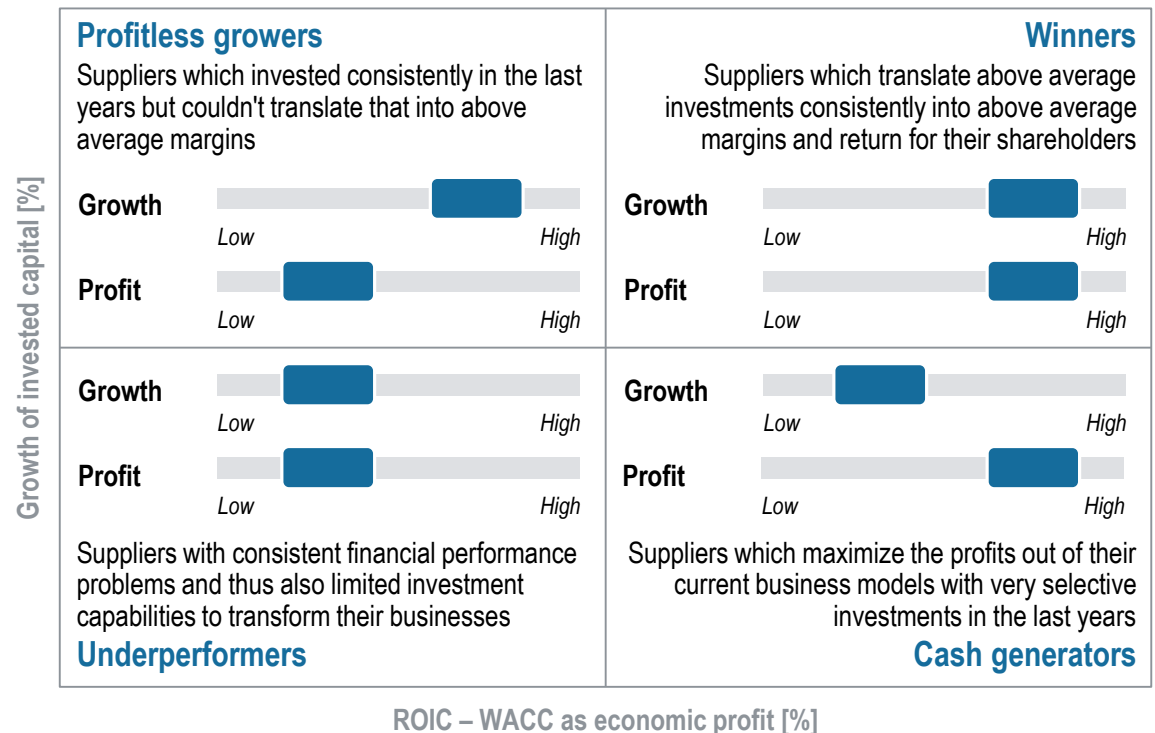 Growth of invested capital [%]
Profitless growers
Suppliers which invested consistently in the last
years but couldn't translate that into above
average margins
Growth
Low High
Profit
Low High
Winners
Suppliers which translate above average
investments consistently into above average
margins and return for their shareholders
Growth
Low High
Profit
Low High
Growth
Low High
Profit
Low High
Suppliers with consistent financial performance
problems and thus also limited investment
capabilities to transform their businesses
Underperformers
Growth
Low High
Profit
Low High
Suppliers which maximize the profits out of their
current business models with very selective
investments in the last years
Cash generators
ROIC – WACC as economic profit [%]